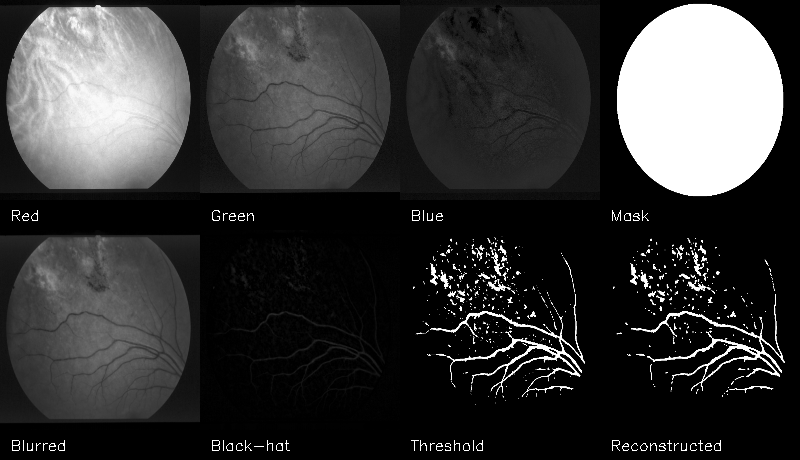 Red
Green
Blue
Mask
Blurred
Black-hat
Threshold
Reconstructed